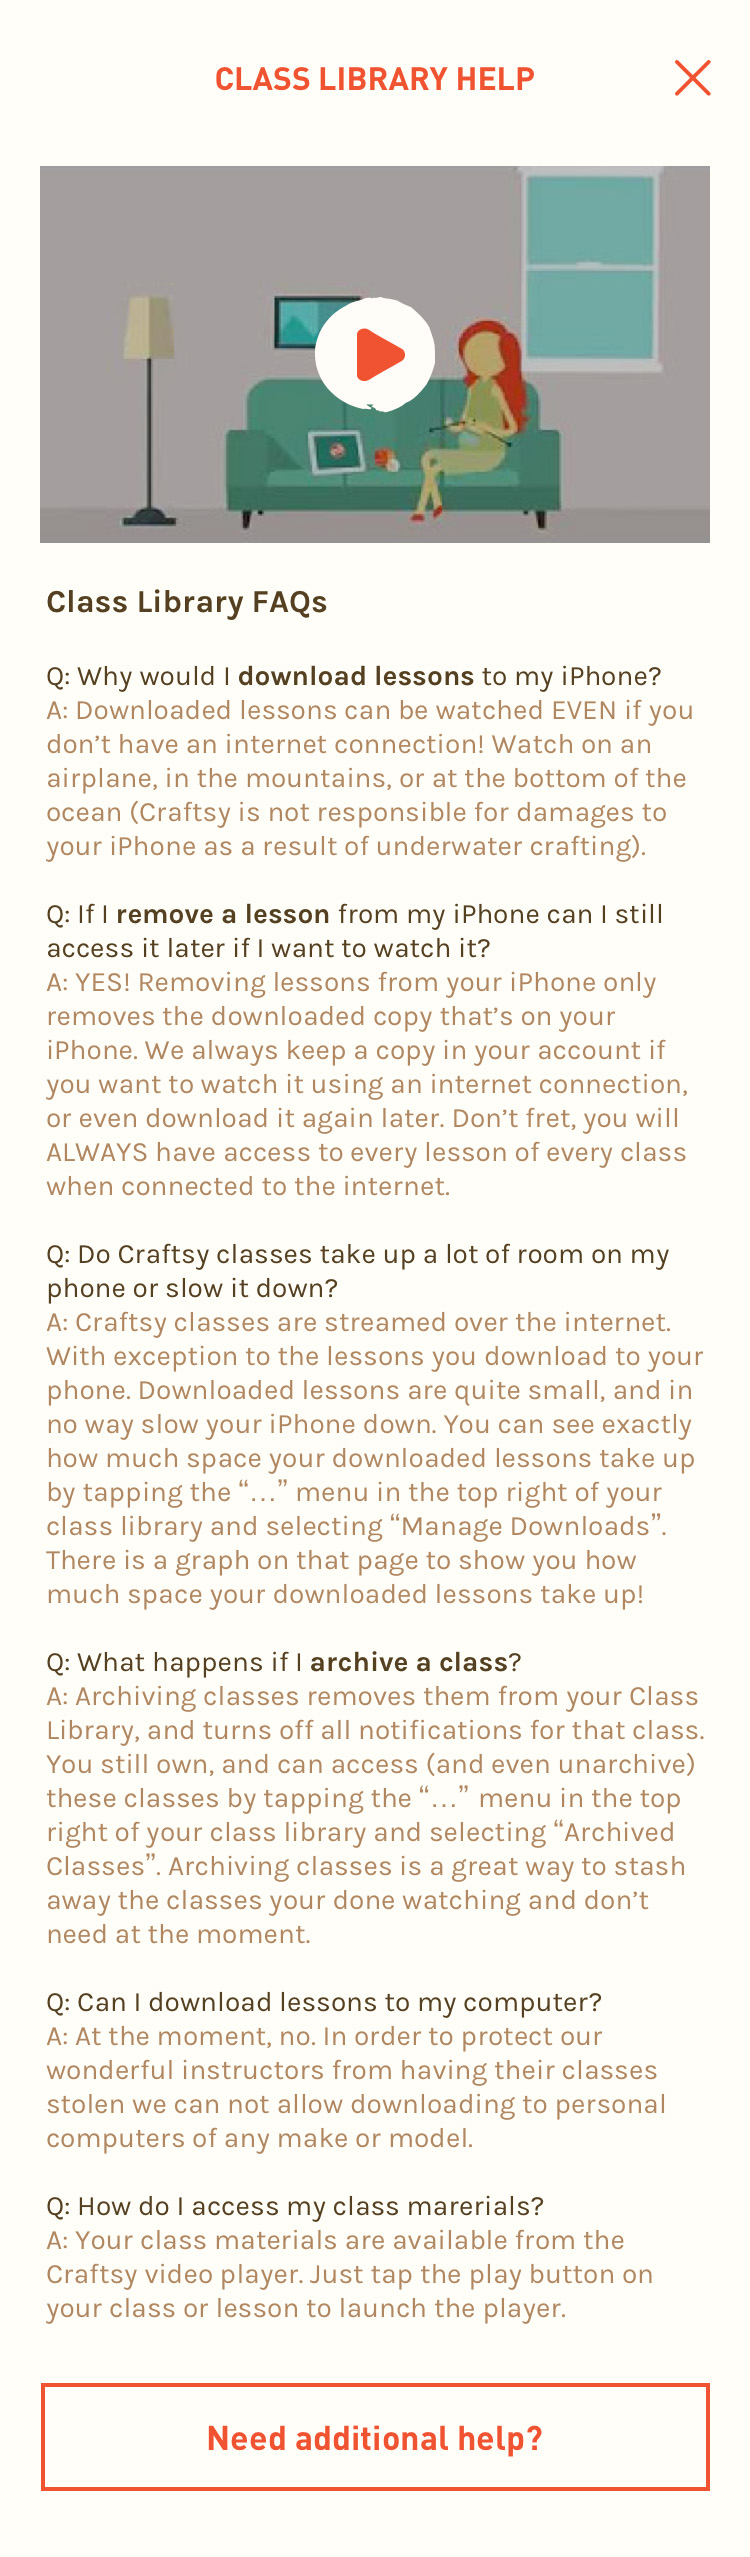 CLASS LIBRARY HELP
Class Library FAQs
Q: Why would I download lessons to my iPhone?
A: Downloaded lessons can be watched EVEN if you
don’t have an internet connection! Watch on an
airplane, in the mountains, or at the bottom of the
ocean (Craftsy is not responsible for damages to
your iPhone as a result of underwater crafting).
Q: If I remove a lesson from my iPhone can I still
access it later if I want to watch it?
A: YES! Removing lessons from your iPhone only
removes the downloaded copy that’s on your
iPhone. We always keep a copy in your account if
you want to watch it using an internet connection,
or even download it again later. Don’t fret, you will
ALWAYS have access to every lesson of every class
when connected to the internet.
Q: Do Craftsy classes take up a lot of room on my
phone or slow it down?
A: Craftsy classes are streamed over the internet.
With exception to the lessons you download to your
phone. Downloaded lessons are quite small, and in
no way slow your iPhone down. You can see exactly
how much space your downloaded lessons take up
by tapping the “…” menu in the top right of your
class library and selecting “Manage Downloads”.
There is a graph on that page to show you how
much space your downloaded lessons take up!
Q: What happens if I archive a class?
A: Archiving classes removes them from your Class
Library, and turns off all notifications for that class.
You still own, and can access (and even unarchive)
these classes by tapping the “…” menu in the top
right of your class library and selecting “Archived
Classes”. Archiving classes is a great way to stash
away the classes your done watching and don’t
need at the moment.
Q: Can I download lessons to my computer?
A: At the moment, no. In order to protect our
wonderful instructors from having their classes
stolen we can not allow downloading to personal
computers of any make or model.
Q: How do I access my class marerials?
A: Your class materials are available from the
Craftsy video player. Just tap the play button on
your class or lesson to launch the player.
Need additional help?